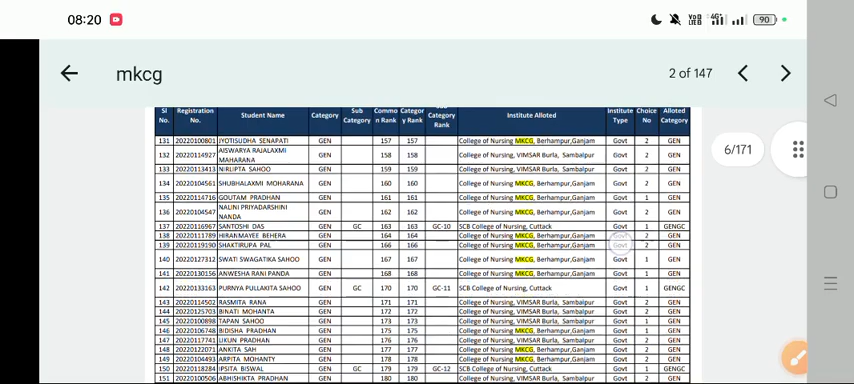 08:20 VoD LTEB 4G+ 90
mkcg 2 of 147
6/171
Sl No. Registration No. Student Name Category Sub Category Common Rank Category Rank Sub Category Rank Institute Alloted Institute Type Choice No Alloted Category
131 20220100801 JYOTISUDHA SENAPATI GEN 157 157 College of Nursing MKCG, Berhampur,Ganjam Govt 2 GEN
132 20220114927 AISWARYA RAJALAXMI MAHARANA GEN 158 158 College of Nursing MKCG, Berhampur,Ganjam Govt 2 GEN
133 20220113413 NIRLIPTA SAHOO GEN 159 159 College of Nursing, VIMSAR Burla, Sambalpur Govt 2 GEN
134 20220104561 SHUBHALAXMI MOHARANA GEN 160 160 College of Nursing MKCG, Berhampur,Ganjam Govt 2 GEN
135 20220114716 GOUTAM PRADHAN GEN 161 161 College of Nursing MKCG, Berhampur,Ganjam Govt 1 GEN
136 20220104547 NALINI PRIYADARSHINI NANDA GEN 162 162 College of Nursing MKCG, Berhampur,Ganjam Govt 2 GEN
137 20220116967 SANTOSHI DAS GEN GC 163 163 GC-10 SCB College of Nursing, Cuttack Govt 1 GENGC
138 20220111789 HIRANMAYEE BEHERA GEN 164 164 College of Nursing MKCG, Berhampur,Ganjam Govt 2 GEN
139 20220119190 SHAKTIRUPA PAL GEN 166 166 College of Nursing MKCG, Berhampur,Ganjam Govt 2 GEN
140 20220127312 SWATI SWAGATIKA SAHOO GEN 167 167 College of Nursing MKCG, Berhampur,Ganjam Govt 1 GEN
141 20220130156 ANWESHA RANI PANDA GEN 168 168 College of Nursing MKCG, Berhampur,Ganjam Govt 1 GEN
142 20220133163 PURNYA PULLAGKITA SAHOO GEN GC 170 170 GC-11 SCB College of Nursing, Cuttack Govt 1 GENGC
143 20220114502 RASMITA RANA GEN 171 171 College of Nursing, VIMSAR Burla, Sambalpur Govt 2 GEN
144 20220125703 BINATI MOHANTA GEN 172 172 College of Nursing, VIMSAR Burla, Sambalpur Govt 2 GEN
145 20220100898 TAPAN SAHOO GEN 173 173 College of Nursing, VIMSAR Burla, Sambalpur Govt 1 GEN
146 20220106748 BIDISHA PRADHAN GEN 175 175 College of Nursing MKCG, Berhampur,Ganjam Govt 1 GEN
147 20220117741 LIKUN PRADHAN GEN 176 176 College of Nursing, VIMSAR Burla, Sambalpur Govt 2 GEN
148 20220122071 ANKITA SAH GEN 177 177 College of Nursing MKCG, Berhampur,Ganjam Govt 2 GEN
149 20220104493 ARPITA MOHANTY GEN 178 178 College of Nursing MKCG, Berhampur,Ganjam Govt 2 GEN
150 20220118284 IPSITA BISWAL GEN GC 179 179 GC-12 SCB College of Nursing, Cuttack Govt 1 GENGC
151 20220100506 ABHISHIKTA PRADHAN GEN 180 180 College of Nursing MKCG, Berhampur,Ganjam Govt 2 GEN